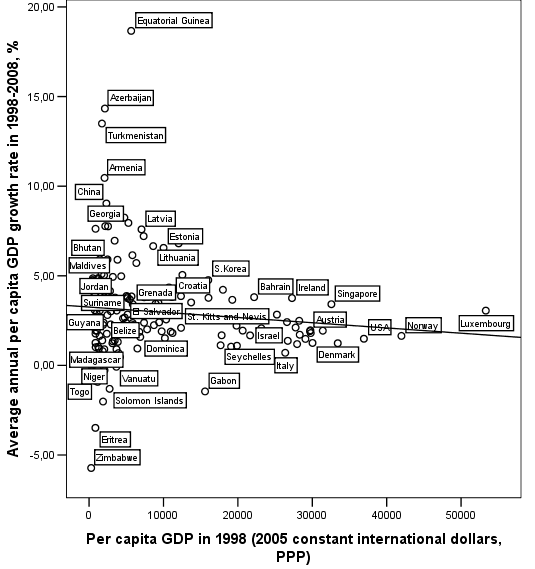 20,00
15,00
10,00
5,00
0,00
-5,00
Average annual per capita GDP growth rate in 1998-2008, %
Equatorial Guinea
Azerbaijan
Turkmenistan
Armenia
China
Georgia
Latvia
Estonia
Bhutan
Lithuania
Maldives
S.Korea
Jordan
Croatia
Bahrain
Ireland
Grenada
Singapore
Suriname
El Salvador
St. Kitts and Nevis
Austria
Guyana
Belize
USA
Norway
Luxembourg
Israel
Dominica
Seychelles
Denmark
Madagascar
Italy
Niger
Vanuatu
Gabon
Togo
Solomon Islands
Eritrea
Zimbabwe
0
10000
20000
30000
40000
50000
Per capita GDP in 1998 (2005 constant international dollars,
PPP)